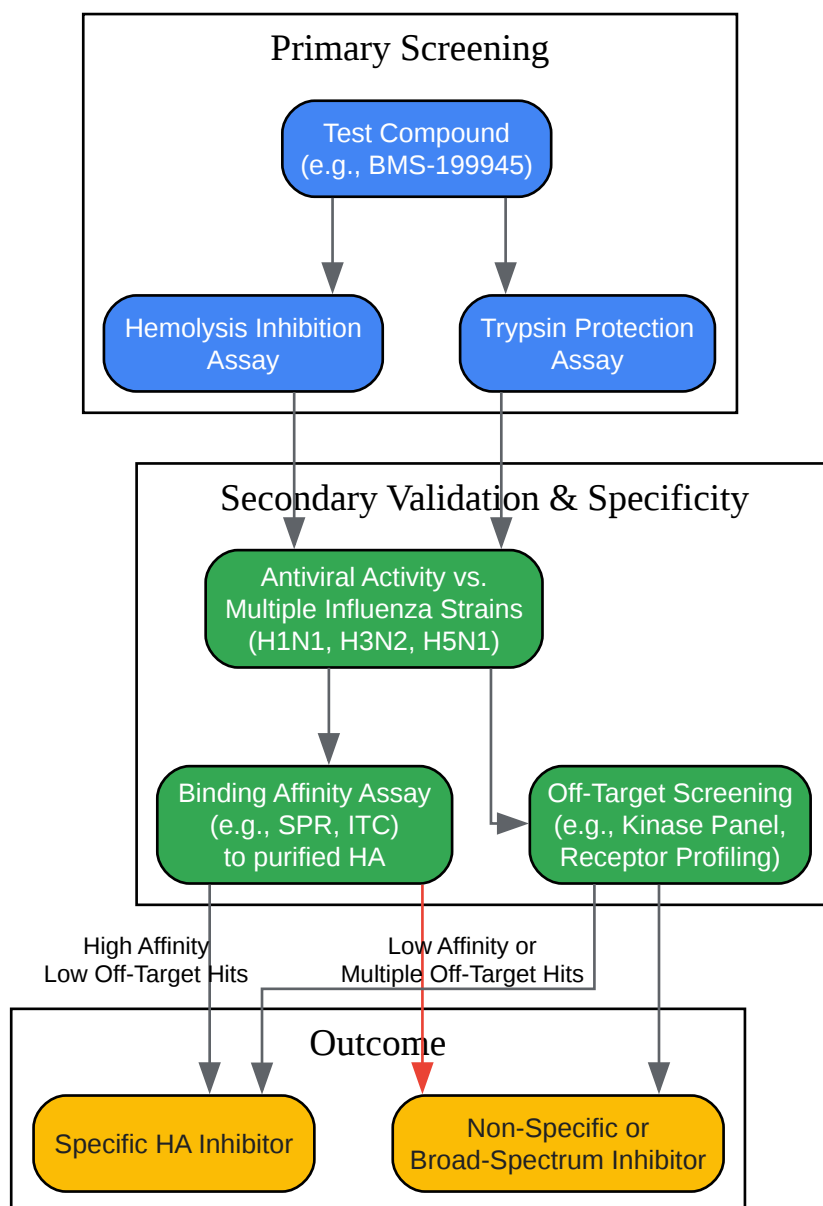 Primary Screening
Test Compound
(e.g., BMS-199945)
Hemolysis Inhibition
Assay
Trypsin Protection
Assay
Secondary Validation & Specificity
Antiviral Activity vs.
Multiple Influenza Strains
(H1N1, H3N2, H5N1)
Binding Affinity Assay
(e.g., SPR, ITC)
to purified HA
Off-Target Screening
(e.g., Kinase Panel,
Receptor Profiling)
High Affinity
Low Off-Target Hits
Low Affinity or
Multiple Off-Target Hits
Outcome
Specific HA Inhibitor
Non-Specific or
Broad-Spectrum Inhibitor